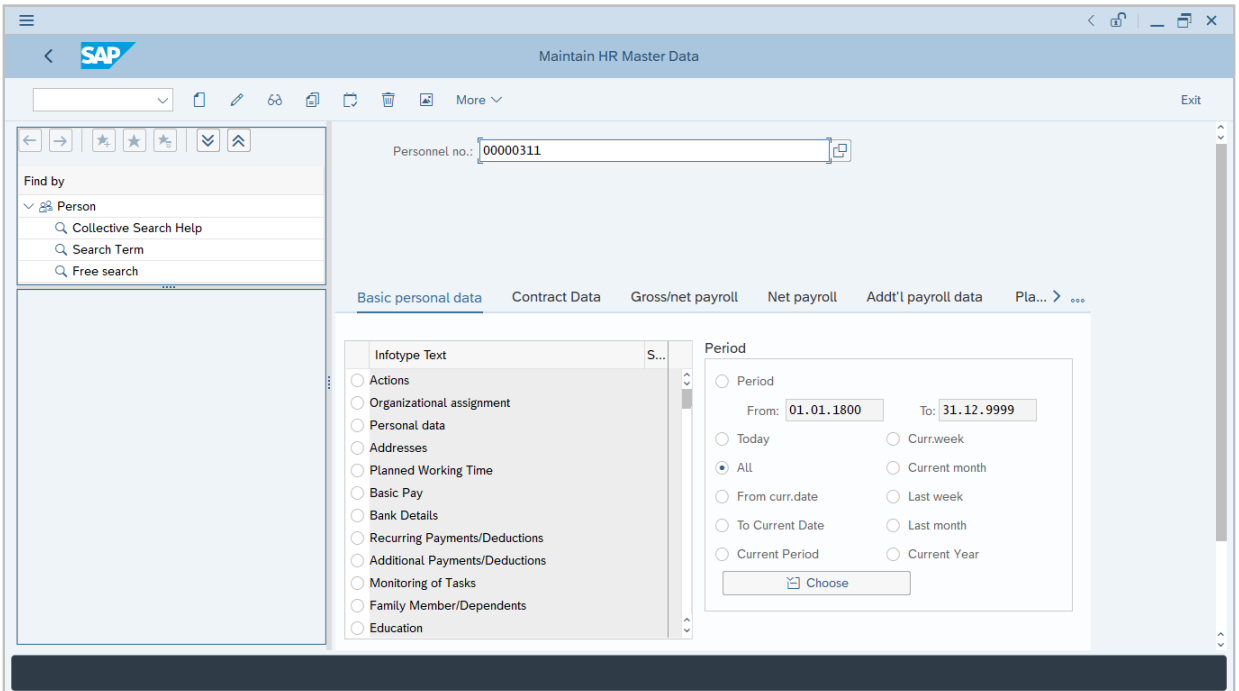 SAP
Maintain HR Master Data
More
Exit
Find by
Person
Collective Search Help
Search Term
Free search
Personnel no.: 00000311
Basic personal data Contract Data Gross/net payroll Net payroll Addt'l payroll data Pla...
Infotype Text S...
Actions
Organizational assignment
Personal data
Addresses
Planned Working Time
Basic Pay
Bank Details
Recurring Payments/Deductions
Additional Payments/Deductions
Monitoring of Tasks
Family Member/Dependents
Education
Period
Period
From: 01.01.1800 To: 31.12.9999
Today Curr.week
All Current month
From curr.date Last week
To Current Date Last month
Current Period Current Year
Choose